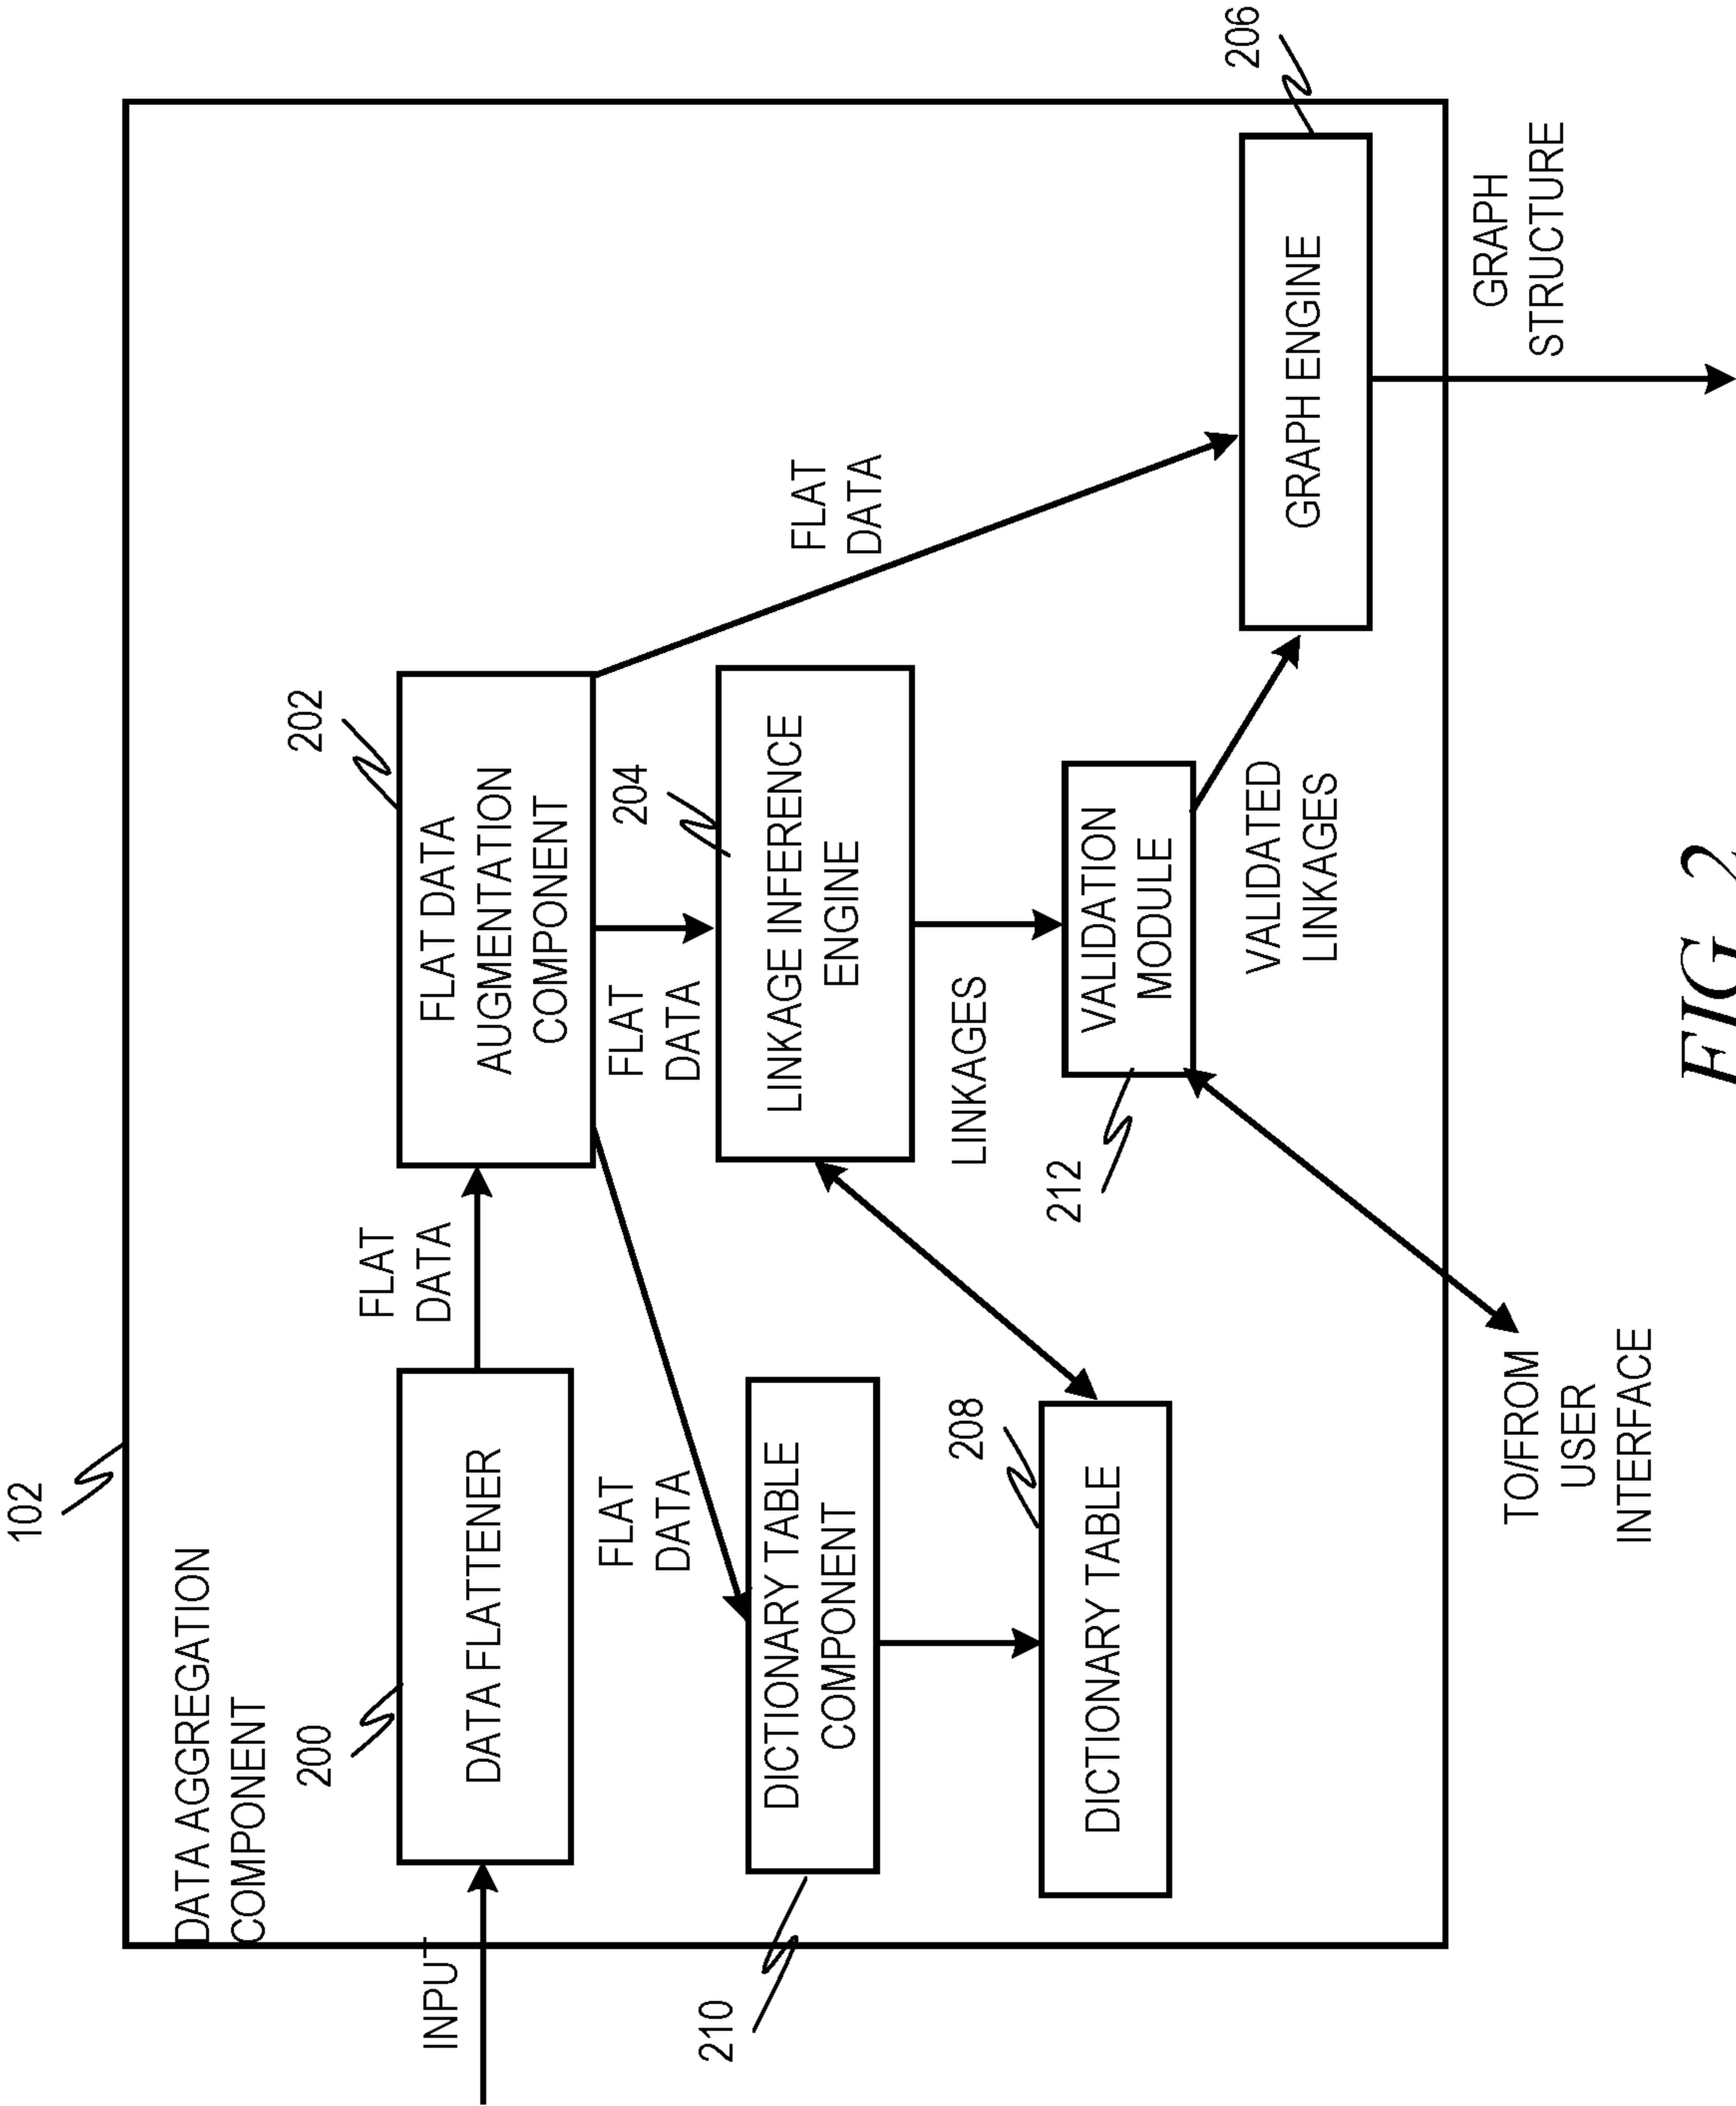 102
DATA AGGREGATION
COMPONENT
INPUT
200
DATA FLATTENER
FLAT
DATA
202
FLAT DATA
AUGMENTATION
COMPONENT
FLAT
DATA
FLAT
DATA
204
FLAT
DATA
210
DICTIONARY TABLE
COMPONENT
LINKAGE INFERENCE
ENGINE
208
DICTIONARY TABLE
LINKAGES
212
VALIDATION
MODULE
VALIDATED
LINKAGES
206
GRAPH ENGINE
TO/FROM
USER
INTERFACE
GRAPH
STRUCTURE
FIG. 2